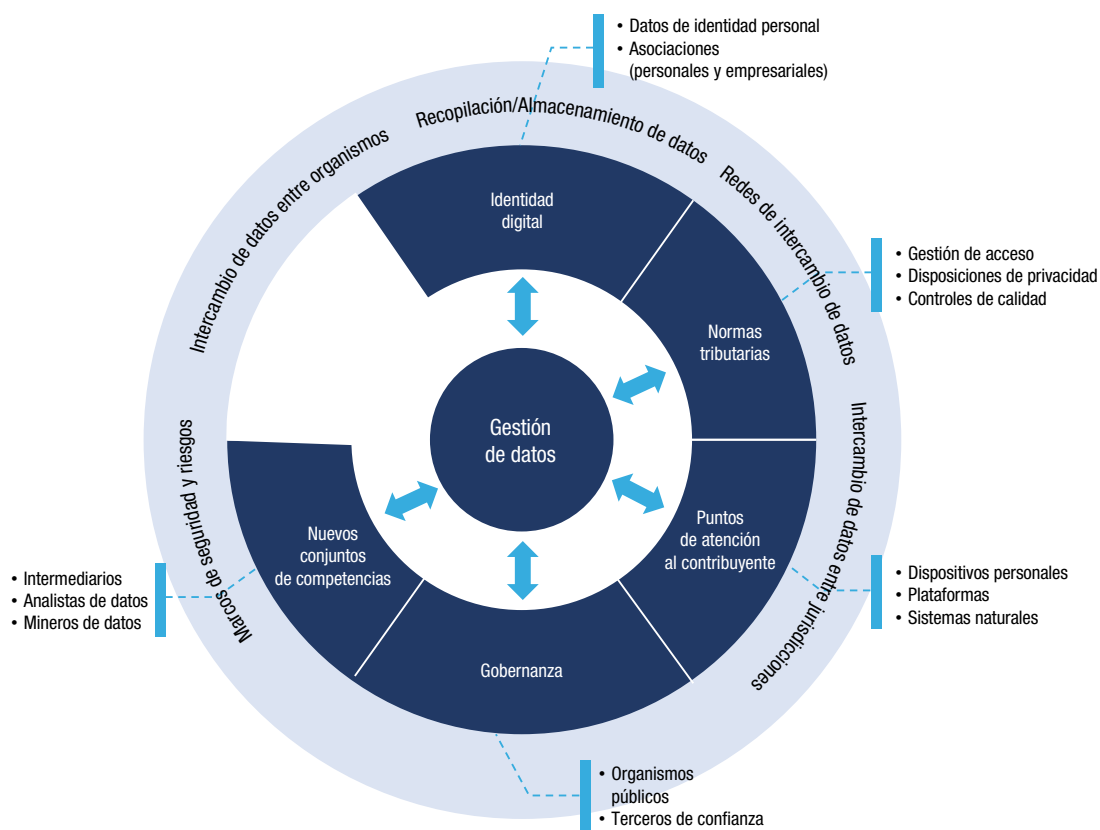 • Datos de identidad personal
• Asociaciones
(personales y empresariales)
Recopilación/Almacenamiento de datos
Intercambio de datos entre organismos
Redes de intercambio de datos
Identidad
digital
• Gestión de acceso
• Disposiciones de privacidad
• Controles de calidad
Normas
tributarias
Gestión
de datos
Intercambio de datos entre jurisdicciones
Marcos de seguridad y riesgos
Puntos
de atención
al contribuyente
Nuevos
conjuntos
de competencias
• Intermediarios
• Analistas de datos
• Mineros de datos
• Dispositivos personales
• Plataformas
• Sistemas naturales
Gobernanza
• Organismos
públicos
• Terceros de confianza